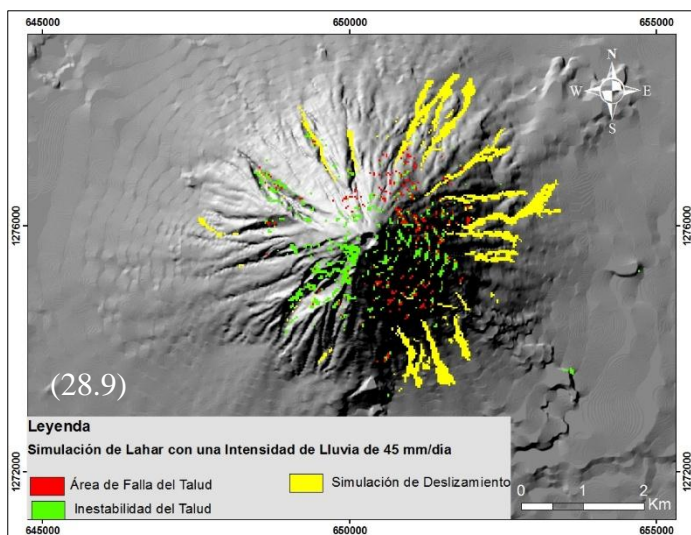 645000 650000 655000
N
W E
S
1276000 1276000
(28.9)
Leyenda
Simulación de Lahar con una Intensidad de Lluvia de 45 mm/dia
Área de Falla del Talud
Simulación de Deslizamiento
Inestabilidad del Talud
1272000 1272000
0 1 2
Km
645000 650000 655000